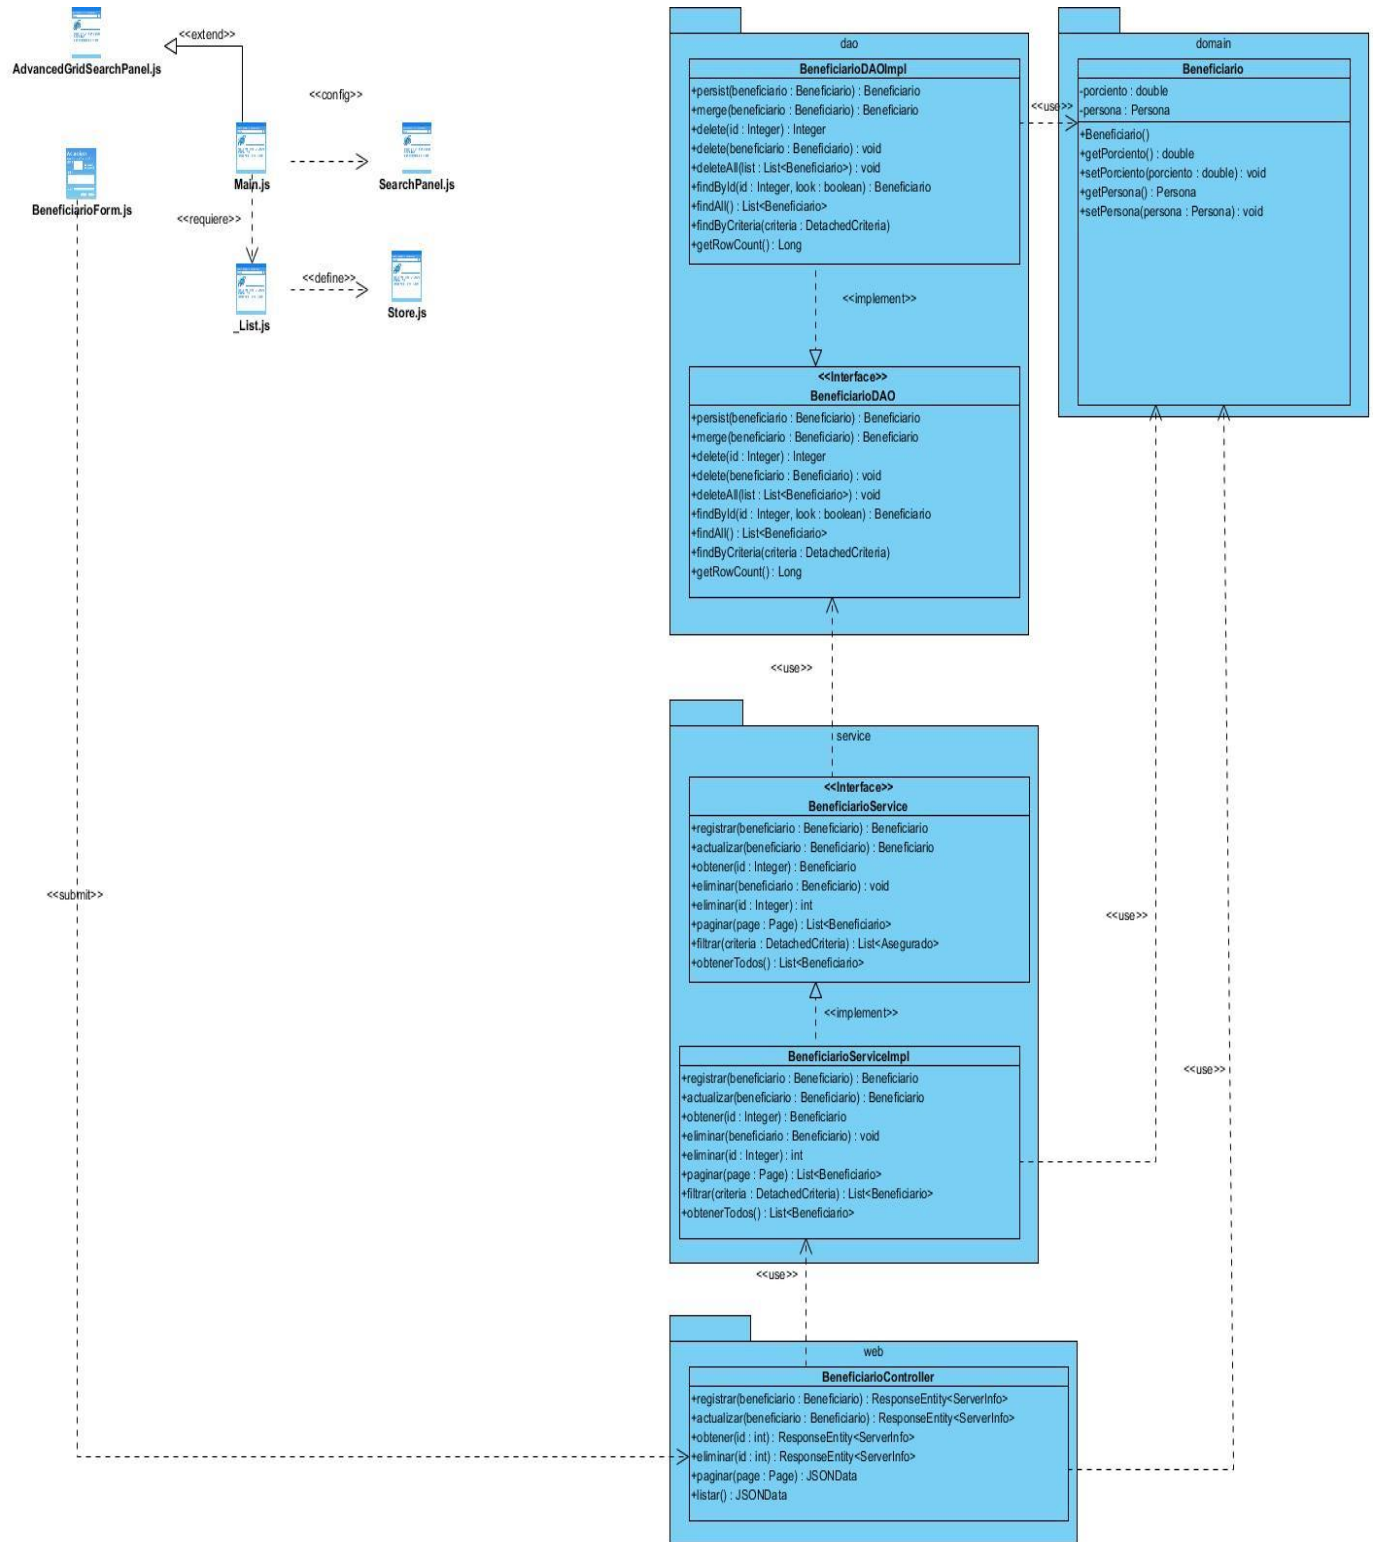 <<extend>>
AdvancedGridSearchPanel.js
<<config>>
Main.js
SearchPanel.js
BeneficiarioForm.js
<<requiere>>
<<define>>
_List.js
Store.js
<<submit>>
dao
BeneficiarioDAOImpl
+persist(beneficiario : Beneficiario) : Beneficiario
+merge(beneficiario : Beneficiario) : Beneficiario
+delete(id : Integer) : Integer
+delete(beneficiario : Beneficiario) : void
+deleteAll(list : List<Beneficiario>) : void
+findById(id : Integer, look : boolean) : Beneficiario
+findAll() : List<Beneficiario>
+findByCriteria(criteria : DetachedCriteria)
+getRowCount() : Long
<<use>>
domain
Beneficiario
-porciento : double
-persona : Persona
+Beneficiario()
+getPorciento() : double
+setPorciento(porciento : double) : void
+getPersona() : Persona
+setPersona(persona : Persona) : void
<<implement>>
<<Interface>>
BeneficiarioDAO
+persist(beneficiario : Beneficiario) : Beneficiario
+merge(beneficiario : Beneficiario) : Beneficiario
+delete(id : Integer) : Integer
+delete(beneficiario : Beneficiario) : void
+deleteAll(list : List<Beneficiario>) : void
+findById(id : Integer, look : boolean) : Beneficiario
+findAll() : List<Beneficiario>
+findByCriteria(criteria : DetachedCriteria)
+getRowCount() : Long
<<use>>
service
<<Interface>>
BeneficiarioService
+registrar(beneficiario : Beneficiario) : Beneficiario
+actualizar(beneficiario : Beneficiario) : Beneficiario
+obtener(id : Integer) : Beneficiario
+eliminar(beneficiario : Beneficiario) : void
+eliminar(id : Integer) : int
+paginar(page : Page) : List<Beneficiario>
+filtrar(criteria : DetachedCriteria) : List<Asegurado>
+obtenerTodos() : List<Beneficiario>
<<use>>
<<implement>>
BeneficiarioServiceImpl
+registrar(beneficiario : Beneficiario) : Beneficiario
+actualizar(beneficiario : Beneficiario) : Beneficiario
+obtener(id : Integer) : Beneficiario
+eliminar(beneficiario : Beneficiario) : void
+eliminar(id : Integer) : int
+paginar(page : Page) : List<Beneficiario>
+filtrar(criteria : DetachedCriteria) : List<Beneficiario>
+obtenerTodos() : List<Beneficiario>
<<use>>
<<use>>
web
BeneficiarioController
+registrar(beneficiario : Beneficiario) : ResponseEntity<ServerInfo>
+actualizar(beneficiario : Beneficiario) : ResponseEntity<ServerInfo>
+obtener(id : int) : ResponseEntity<ServerInfo>
+eliminar(id : int) : ResponseEntity<ServerInfo>
+paginar(page : Page) : JSONData
+listar() : JSONData